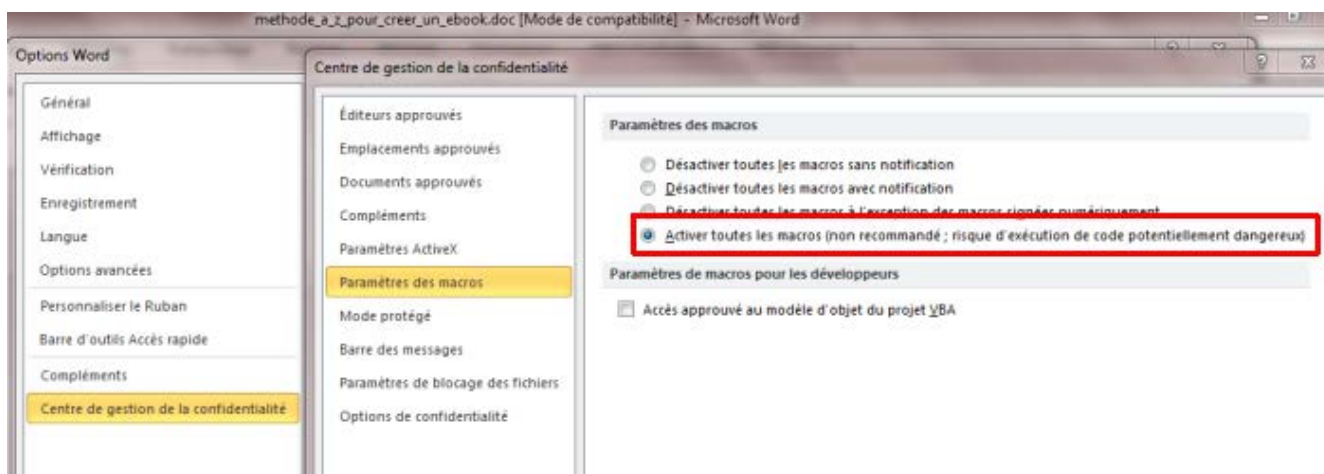 methode_a_z_pour_creer_un_ebook.doc [Mode de compatibilité] - Microsoft Word
Options Word
Général
Affichage
Vérification
Enregistrement
Langue
Options avancées
Personnaliser le Ruban
Barre d'outils Accès rapide
Compléments
Centre de gestion de la confidentialité
Centre de gestion de la confidentialité
Éditeurs approuvés
Emplacements approuvés
Documents approuvés
Compléments
Paramètres ActiveX
Paramètres des macros
Mode protégé
Barre des messages
Paramètres de blocage des fichiers
Options de confidentialité
Paramètres des macros
Désactiver toutes les macros sans notification
Désactiver toutes les macros avec notification
Désactiver toutes les macros à l'exception des macros signées numériquement
Activer toutes les macros (non recommandé ; risque d'exécution de code potentiellement dangereux)
Paramètres de macros pour les développeurs
Accès approuvé au modèle d'objet du projet VBA